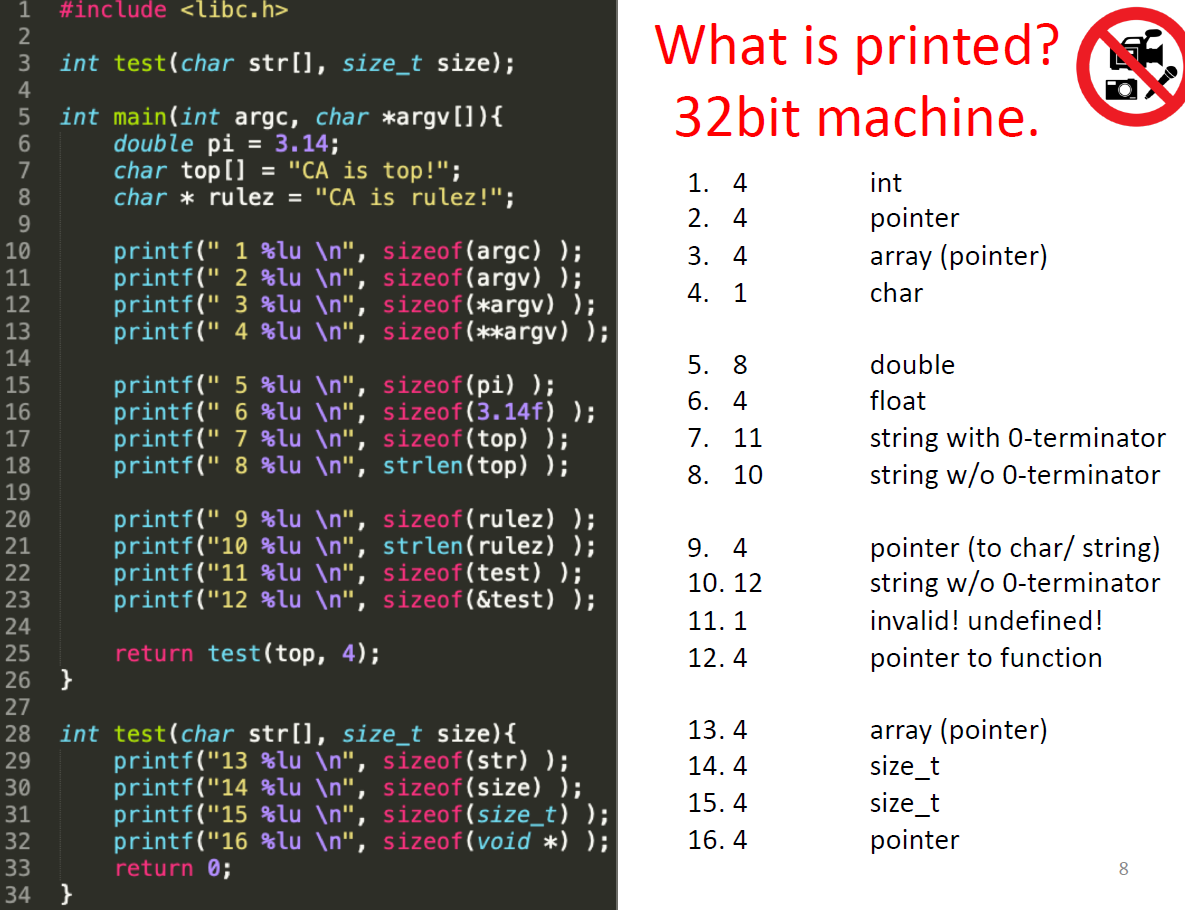 1 #include <libc.h>
2
3 int test(char str[], size_t size);
4
5 int main(int argc, char *argv[]){
6 double pi = 3.14;
7 char top[] = "CA is top!";
8 char * rulez = "CA is rulez!";
9
10 printf(" 1 %lu \n", sizeof(argc) );
11 printf(" 2 %lu \n", sizeof(argv) );
12 printf(" 3 %lu \n", sizeof(*argv) );
13 printf(" 4 %lu \n", sizeof(**argv) );
14
15 printf(" 5 %lu \n", sizeof(pi) );
16 printf(" 6 %lu \n", sizeof(3.14f) );
17 printf(" 7 %lu \n", sizeof(top) );
18 printf(" 8 %lu \n", strlen(top) );
19
20 printf(" 9 %lu \n", sizeof(rulez) );
21 printf("10 %lu \n", strlen(rulez) );
22 printf("11 %lu \n", sizeof(test) );
23 printf("12 %lu \n", sizeof(&test) );
24
25 return test(top, 4);
26 }
27
28 int test(char str[], size_t size){
29 printf("13 %lu \n", sizeof(str) );
30 printf("14 %lu \n", sizeof(size) );
31 printf("15 %lu \n", sizeof(size_t) );
32 printf("16 %lu \n", sizeof(void *) );
33 return 0;
34 }
What is printed?
32bit machine.
1. 4 int
2. 4 pointer
3. 4 array (pointer)
4. 1 char
5. 8 double
6. 4 float
7. 11 string with 0-terminator
8. 10 string w/o 0-terminator
9. 4 pointer (to char/ string)
10. 12 string w/o 0-terminator
11. 1 invalid! undefined!
12. 4 pointer to function
13. 4 array (pointer)
14. 4 size_t
15. 4 size_t
16. 4 pointer
8